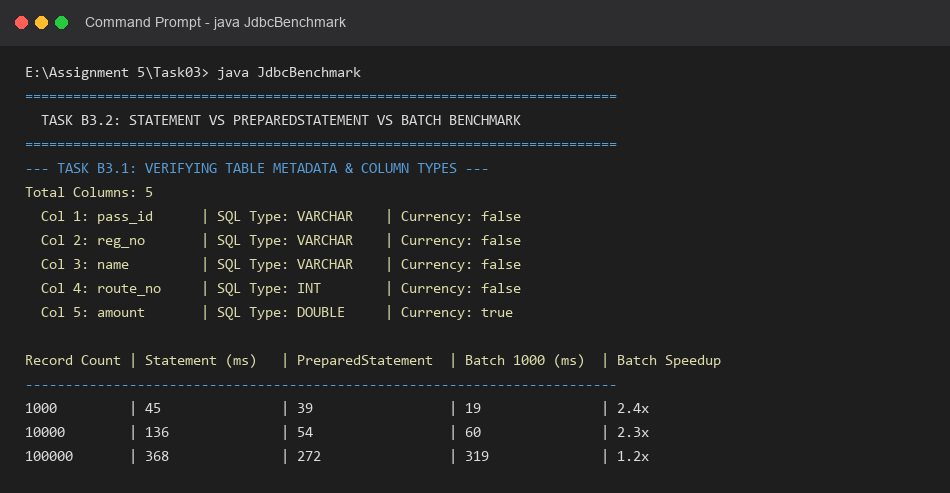 Command Prompt - java JdbcBenchmark
E:\Assignment 5\Task03> java JdbcBenchmark
==========================================================================
  TASK B3.2: STATEMENT VS PREPAREDSTATEMENT VS BATCH BENCHMARK
==========================================================================
--- TASK B3.1: VERIFYING TABLE METADATA & COLUMN TYPES ---
Total Columns: 5
  Col 1: pass_id      | SQL Type: VARCHAR    | Currency: false
  Col 2: reg_no       | SQL Type: VARCHAR    | Currency: false
  Col 3: name         | SQL Type: VARCHAR    | Currency: false
  Col 4: route_no     | SQL Type: INT        | Currency: false
  Col 5: amount       | SQL Type: DOUBLE     | Currency: true
Record Count | Statement (ms)   | PreparedStatement  | Batch 1000 (ms)  | Batch Speedup
--------------------------------------------------------------------------
1000         | 45               | 39                 | 19               | 2.4x
10000        | 136              | 54                 | 60               | 2.3x
100000       | 368              | 272                | 319              | 1.2x